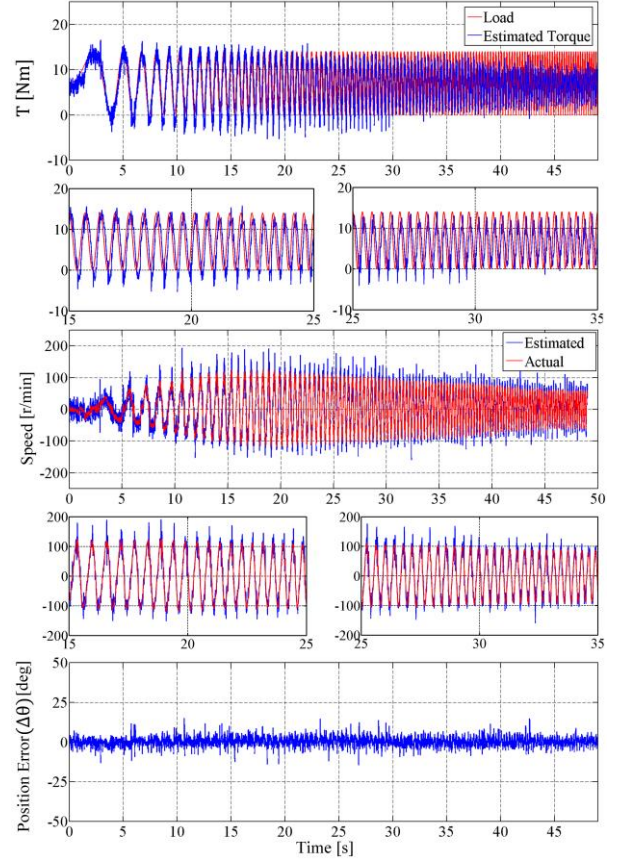 Load
Estimated Torque
T [Nm]
20
10
0
-10
0 5 10 15 20 25 30 35 40 45
20
10
0
-10
15 20 25
20
10
0
-10
25 30 35
Estimated
Actual
Speed [r/min]
200
100
0
-100
-200
0 5 10 15 20 25 30 35 40 45 50
200
100
0
-100
-200
15 20 25
200
100
0
-100
-200
25 30 35
Position Error(Δθ)[deg]
50
25
0
-25
-50
0 5 10 15 20 25 30 35 40 45
Time [s]